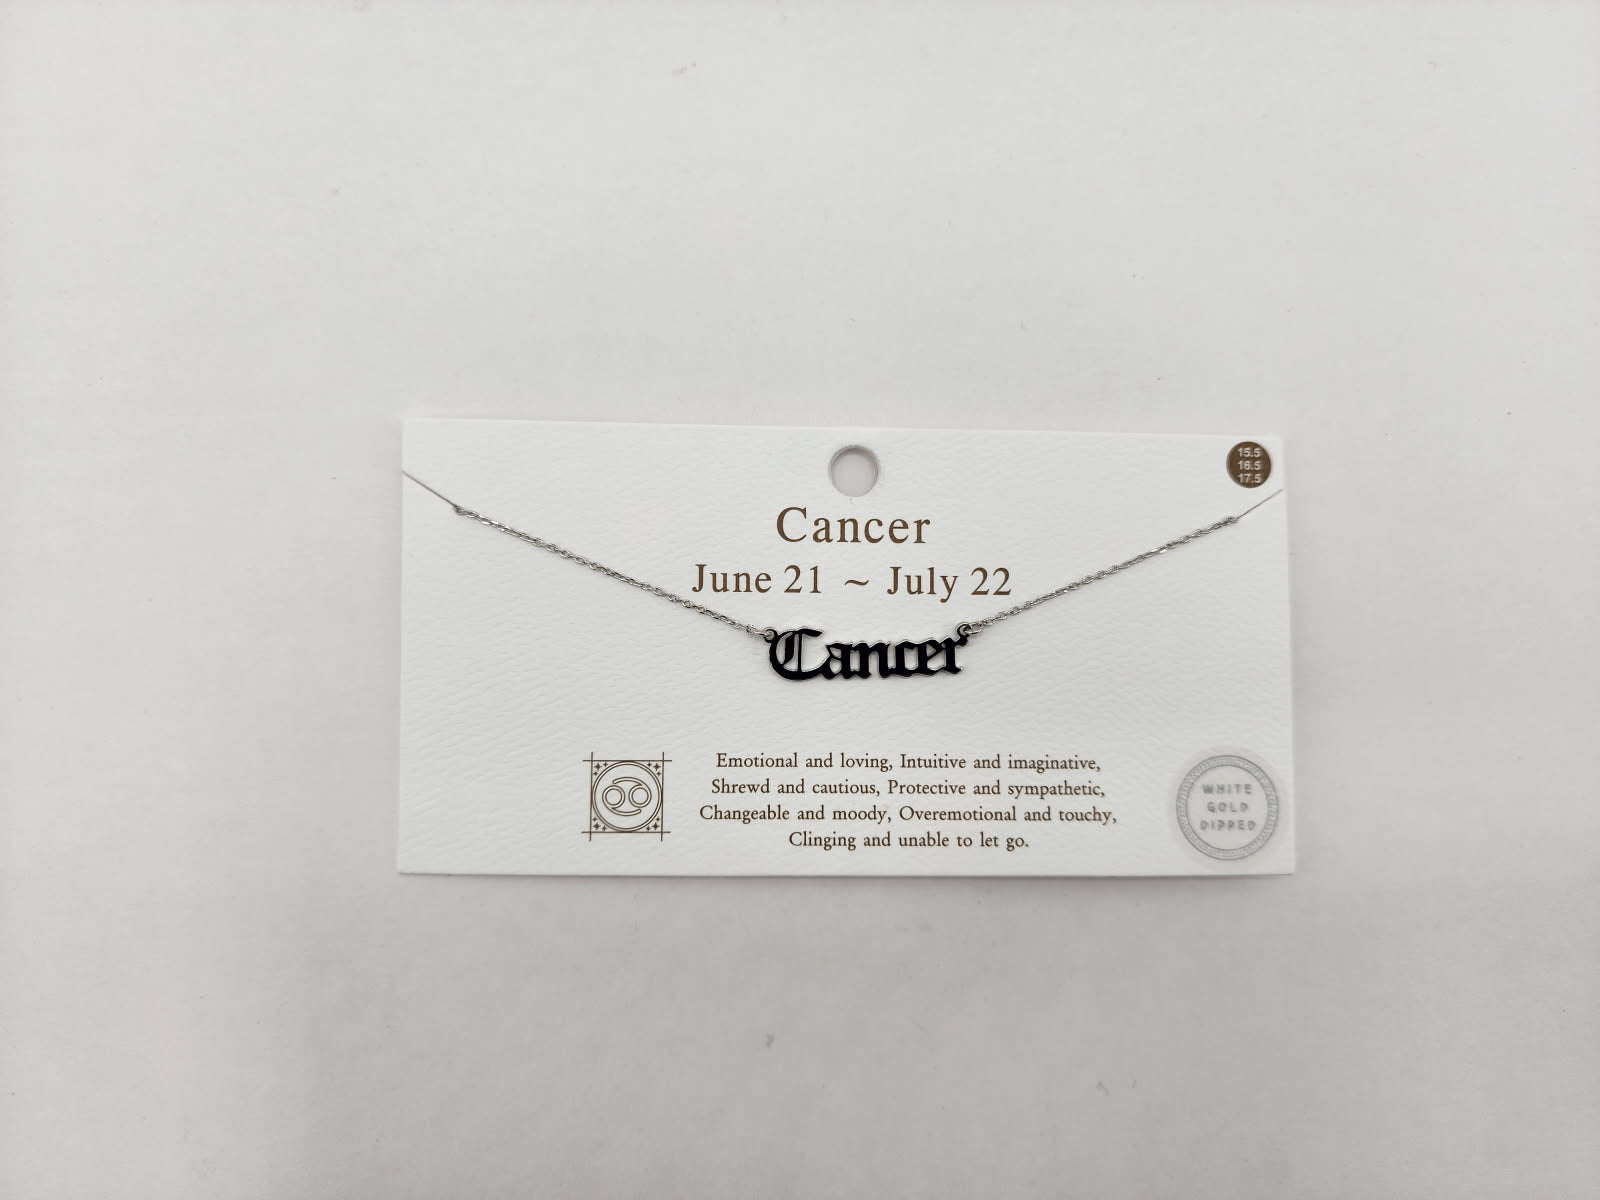 15.5
16.5
17.5
Cancer
June 21 ~ July 22
Cancer
Emotional and loving, Intuitive and imaginative,
Shrewd and cautious, Protective and sympathetic,
Changeable and moody, Overemotional and touchy,
Clinging and unable to let go.
WHITE
GOLD
DIPPED